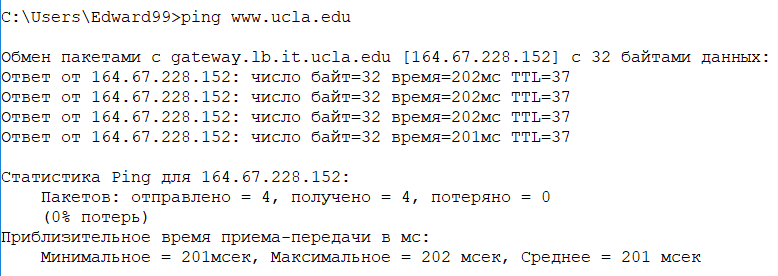 C:\Users\Edward99>ping www.ucla.edu
Обмен пакетами с gateway.lb.it.ucla.edu [164.67.228.152] с 32 байтами данных:
Ответ от 164.67.228.152: число байт=32 время=202мс TTL=37
Ответ от 164.67.228.152: число байт=32 время=202мс TTL=37
Ответ от 164.67.228.152: число байт=32 время=202мс TTL=37
Ответ от 164.67.228.152: число байт=32 время=201мс TTL=37
Статистика Ping для 164.67.228.152:
Пакетов: отправлено = 4, получено = 4, потеряно = 0
(0% потерь)
Приблизительное время приема-передачи в мс:
Минимальное = 201мсек, Максимальное = 202 мсек, Среднее = 201 мсек